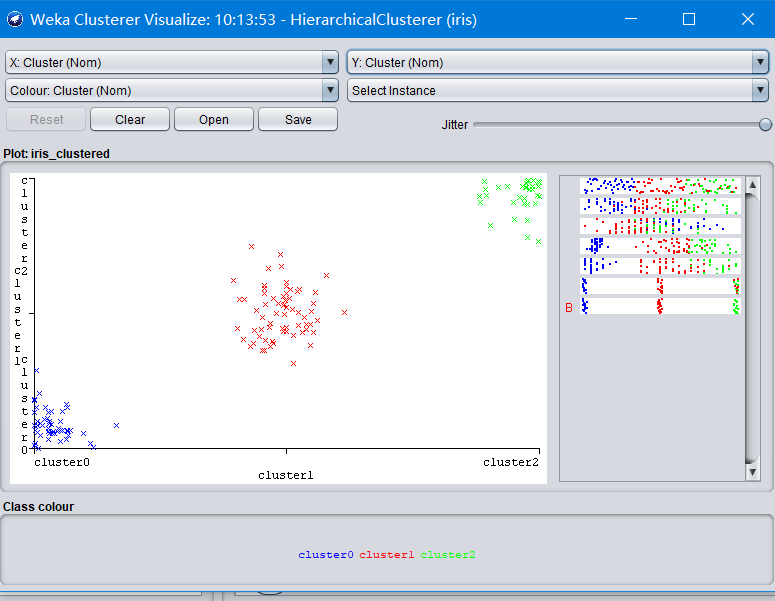 Weka Clusterer Visualize: 10:13:53 - HierarchicalClusterer (iris)
X: Cluster (Nom)
Y: Cluster (Nom)
Colour: Cluster (Nom)
Select Instance
Reset
Clear
Open
Save
Jitter
Plot: iris_clustered
cluster2
cluster1
cluster0
cluster0
cluster1
cluster2
B
Class colour
cluster0 cluster1 cluster2